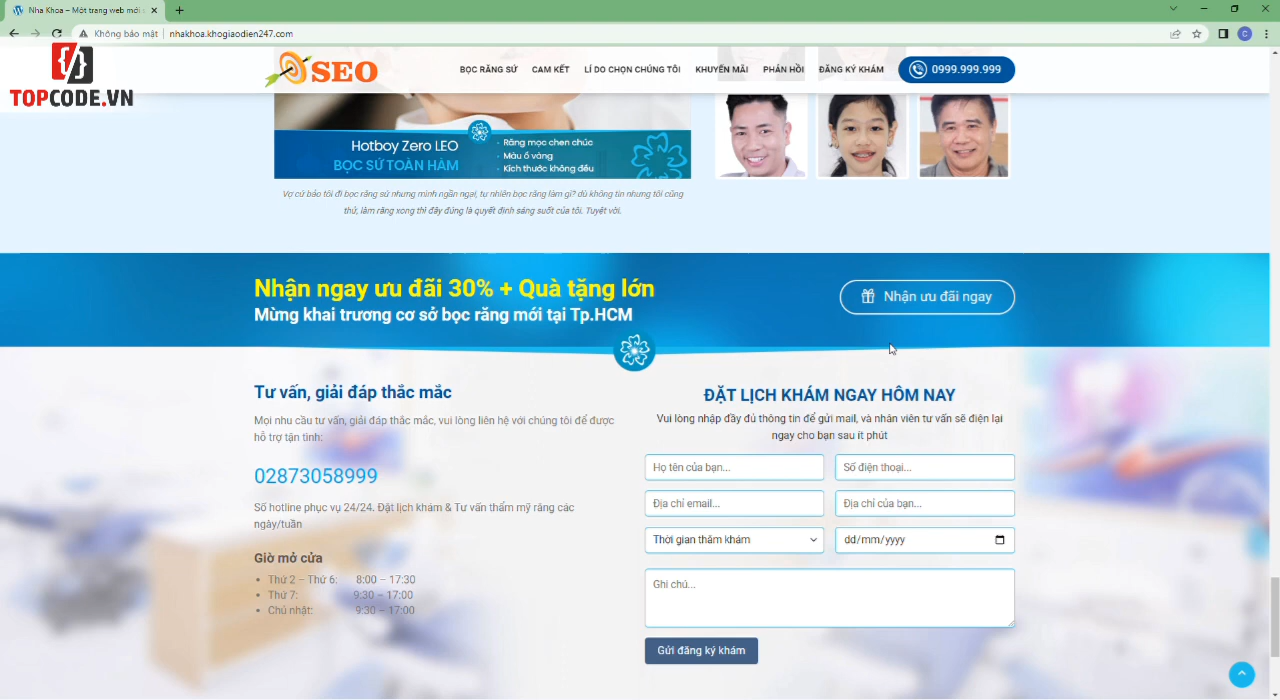 Nha Khoa – Một trang web mới s
Không bảo mật
nhakhoa.khogiaodien247.com
C
TOPCODE.VN
SEO
BỌC RĂNG SỨ
CAM KẾT
LÍ DO CHỌN CHÚNG TÔI
KHUYẾN MÃI
PHẢN HỒI
ĐĂNG KÝ KHÁM
0999.999.999
Hotboy Zero LEO
BỌC SỨ TOÀN HÀM
· Răng mọc chen chúc
· Màu ố vàng
· Kích thước không đều
Vợ cứ bảo tôi đi bọc răng sứ nhưng mình ngần ngại, tự nhiên bọc răng làm gì? dù không tin nhưng tôi cũng
thử, làm răng xong thì đây đúng là quyết định sáng suốt của tôi. Tuyệt vời.
Nhận ngay ưu đãi 30% + Quà tặng lớn
Mừng khai trương cơ sở bọc răng mới tại Tp.HCM
Nhận ưu đãi ngay
Tư vấn, giải đáp thắc mắc
Mọi nhu cầu tư vấn, giải đáp thắc mắc, vui lòng liên hệ với chúng tôi để được
hỗ trợ tận tình:
02873058999
Số hotline phục vụ 24/24. Đặt lịch khám & Tư vấn thẩm mỹ răng các
ngày/tuần
Giờ mở cửa
• Thứ 2 – Thứ 6: 8:00 – 17:30
• Thứ 7: 9:30 – 17:00
• Chủ nhật: 9:30 – 17:00
ĐẶT LỊCH KHÁM NGAY HÔM NAY
Vui lòng nhập đầy đủ thông tin để gửi mail, và nhân viên tư vấn sẽ điện lại
ngay cho bạn sau ít phút
Họ tên của bạn...
Số điện thoại...
Địa chỉ email...
Địa chỉ của bạn...
Thời gian thăm khám
dd/mm/yyyy
Ghi chú...
Gửi đăng ký khám